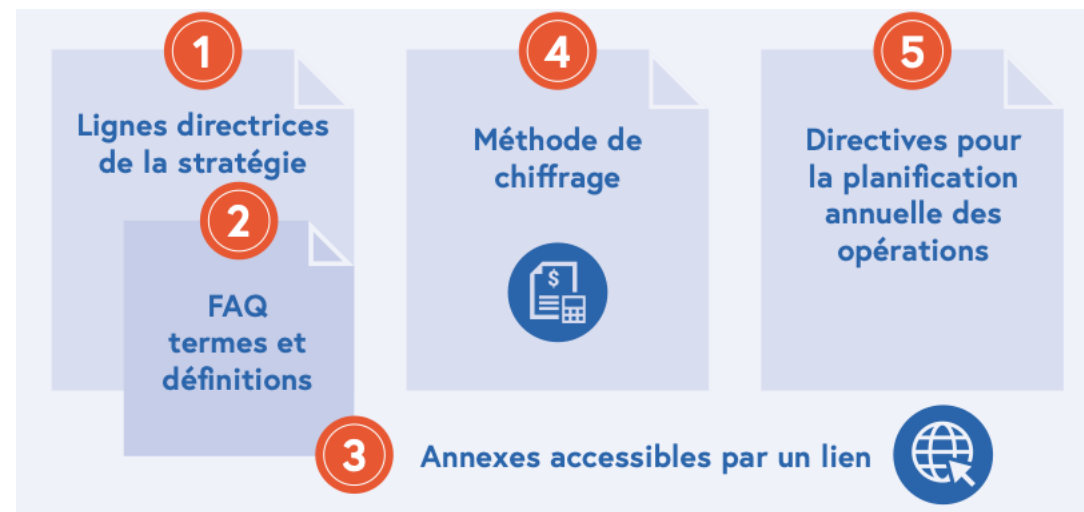 1
Lignes directrices
de la stratégie
2
FAQ
termes et
définitions
3
Annexes accessibles par un lien
4
Méthode de
chiffrage
$
5
Directives pour
la planification
annuelle des
opérations